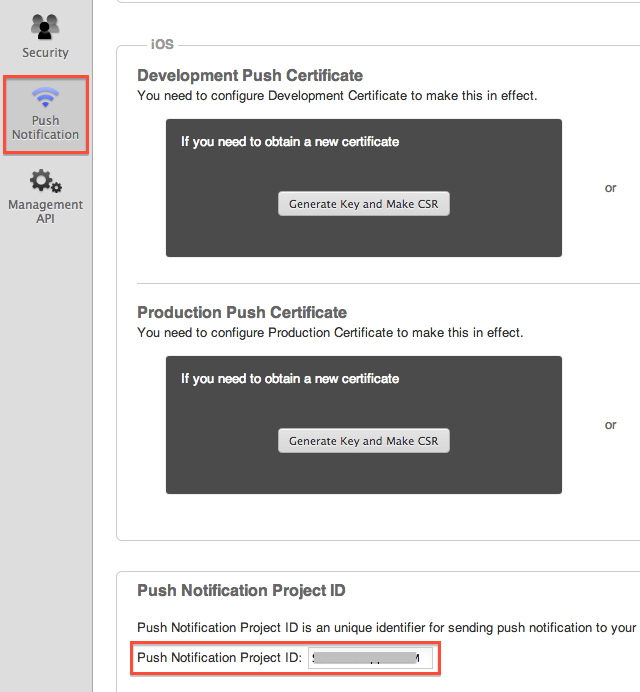 Security
Push
Notification
Management
API
iOS
Development Push Certificate
You need to configure Development Certificate to make this in effect.
If you need to obtain a new certificate
Generate Key and Make CSR
or
Production Push Certificate
You need to configure Production Certificate to make this in effect.
If you need to obtain a new certificate
Generate Key and Make CSR
or
Push Notification Project ID
Push Notification Project ID is an unique identifier for sending push notification to your
Push Notification Project ID: